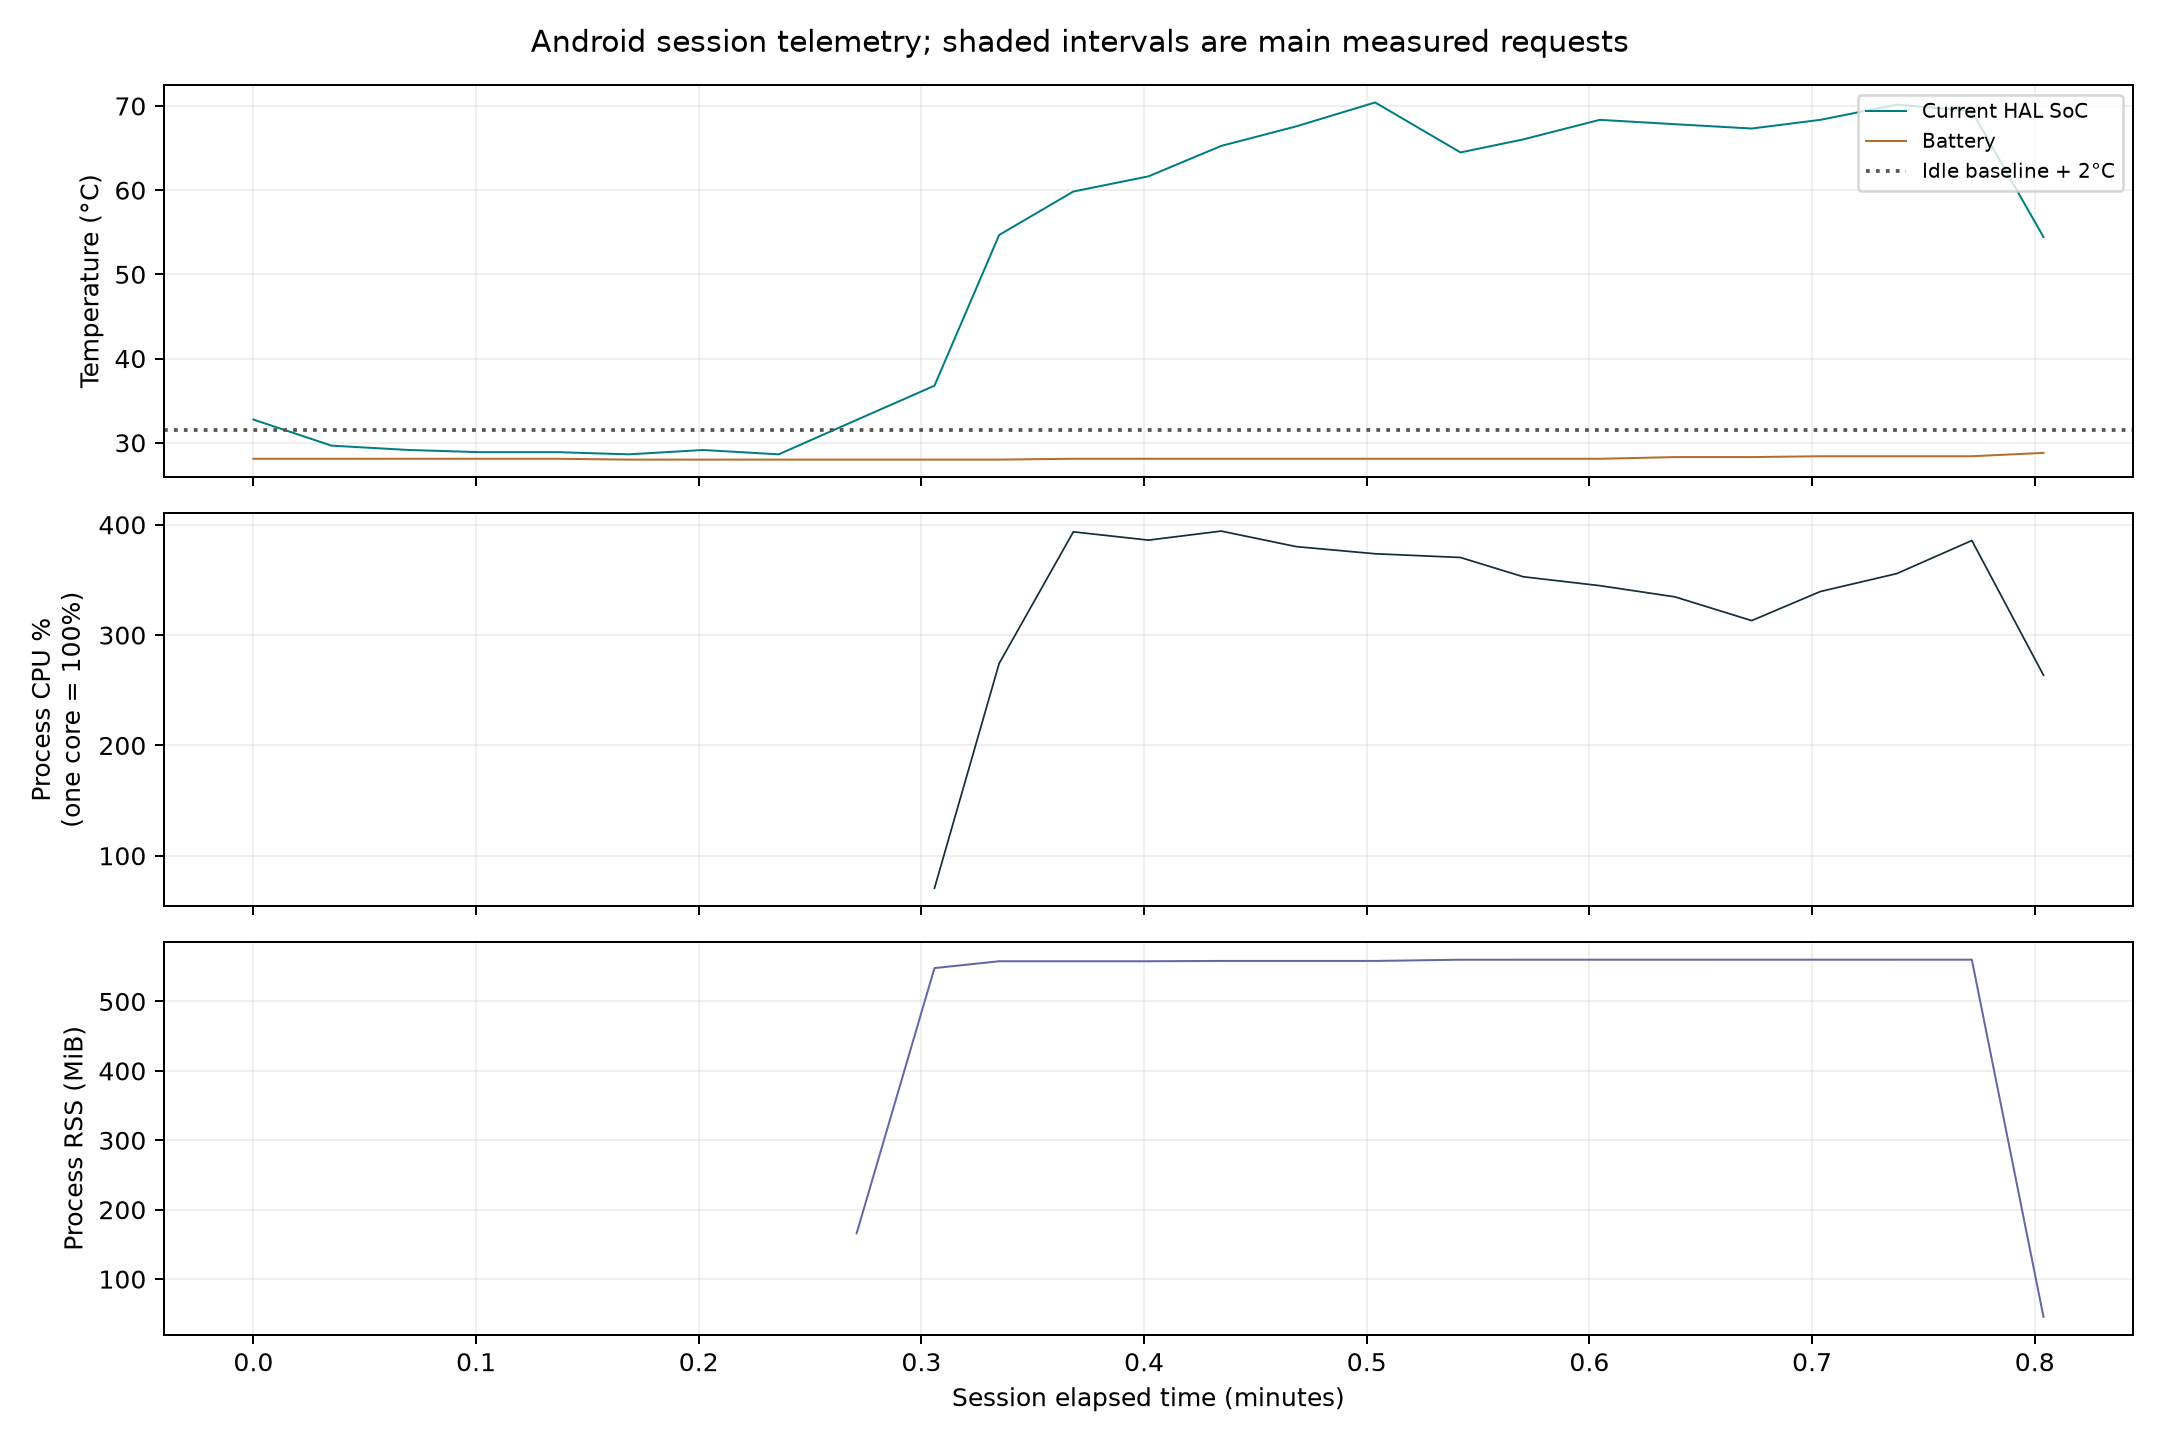 Android session telemetry; shaded intervals are main measured requests
Temperature (°C)
70
60
50
40
30
Current HAL SoC
Battery
Idle baseline + 2°C
Process CPU %
(one core = 100%)
400
300
200
100
Process RSS (MiB)
500
400
300
200
100
0.0 0.1 0.2 0.3 0.4 0.5 0.6 0.7 0.8
Session elapsed time (minutes)